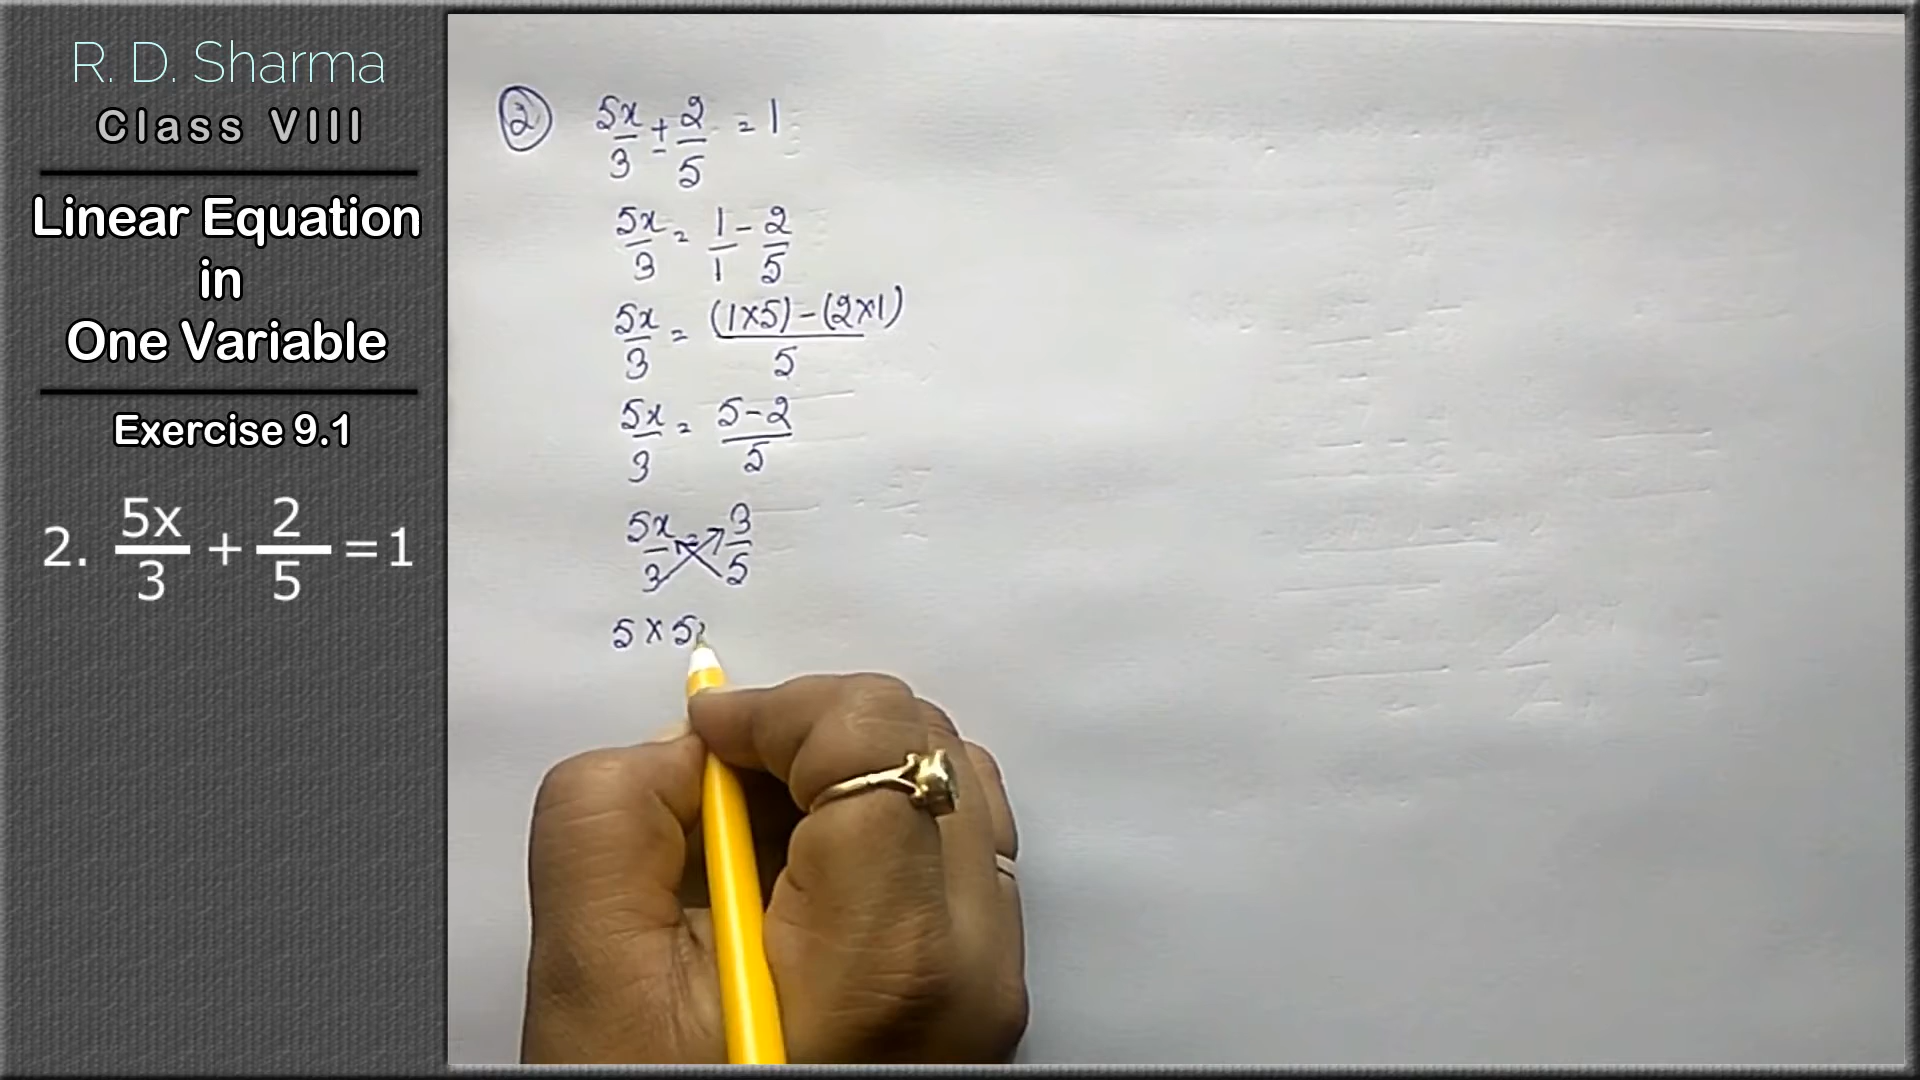 R. D. Sharma
Class VIII
Linear Equation
in
One Variable
Exercise 9.1
2. 5x/3 + 2/5 = 1
② 5x/3 + 2/5 = 1
5x/3 = 1/1 - 2/5
5x/3 = (1×5) - (2×1)/5
5x/3 = 5-2/5
5x/3 = 3/5
5 × 5